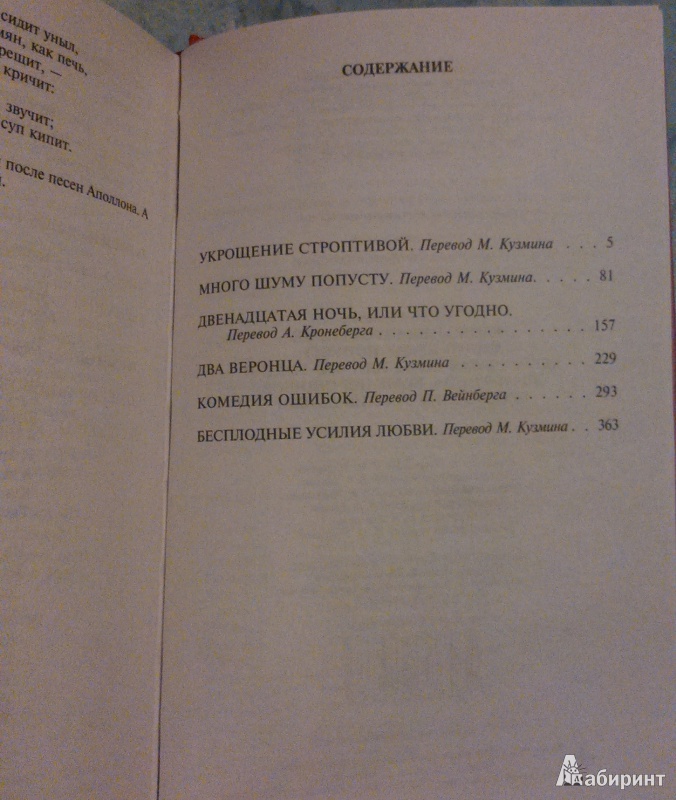 сидит уныл,
как печь,
кричит:
звучит;
суп кипит.
после песен Аполлона. А
СОДЕРЖАНИЕ
УКРОЩЕНИЕ СТРОПТИВОЙ. Перевод М. Кузмина . . . 5
МНОГО ШУМУ ПОПУСТУ. Перевод М. Кузмина. . . . . 81
ДВЕНАДЦАТАЯ НОЧЬ, ИЛИ ЧТО УГОДНО.
Перевод А. Кронеберга . . . . . . . . . . . . . . 157
ДВА ВЕРОНЦА. Перевод М. Кузмина . . . . . . . . . . 229
КОМЕДИЯ ОШИБОК. Перевод П. Вейнберга . . . . . . 293
БЕСПЛОДНЫЕ УСИЛИЯ ЛЮБВИ. Перевод М. Кузмина . . 363
Лабиринт